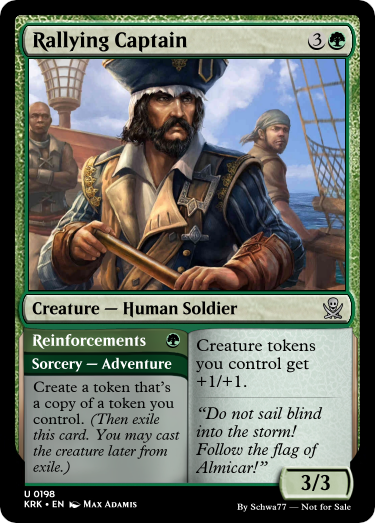 Rallying Captain 3
Creature — Human Soldier
Reinforcements
Sorcery — Adventure
Create a token that's
a copy of a token you
control. (Then exile
this card. You may cast
the creature later from
exile.)
Creature tokens
you control get
+1/+1.
“Do not sail blind
into the storm!
Follow the flag of
Almicar!”
3/3
U 0198
KRK • EN Max Adamis
By Schwa77 — Not for Sale